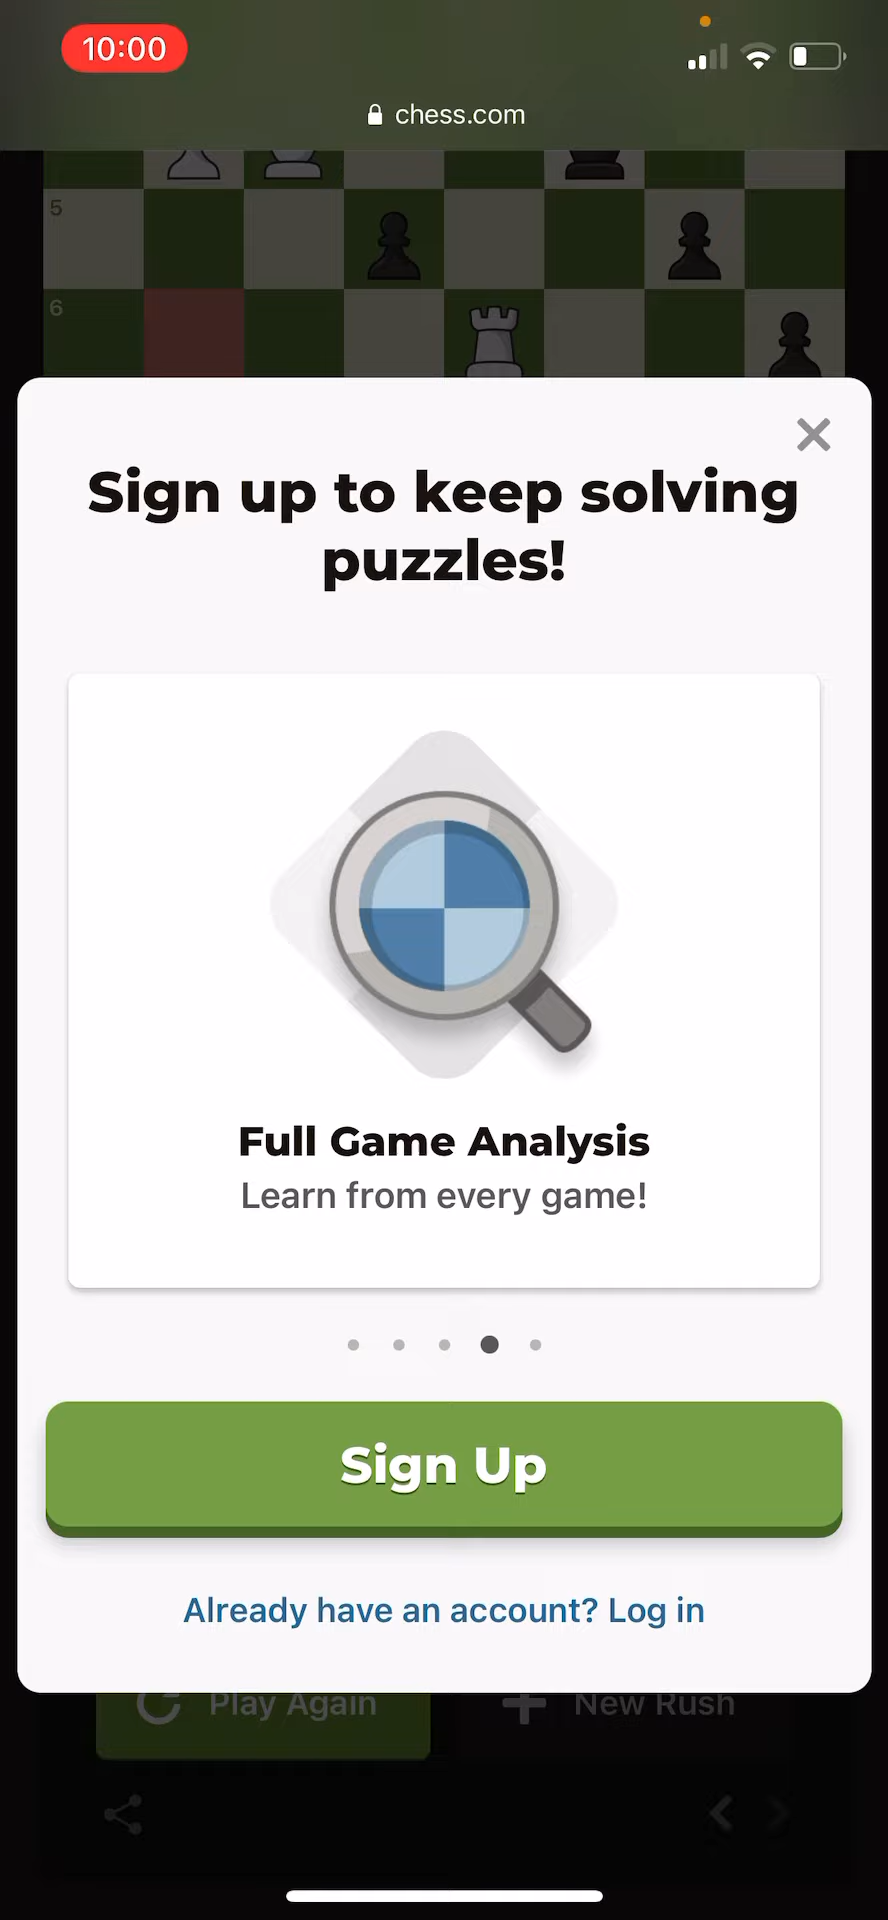 10:00
chess.com
5
6
Sign up to keep solving
puzzles!
Full Game Analysis
Learn from every game!
Sign Up
Already have an account? Log in
Play Again
New Rush